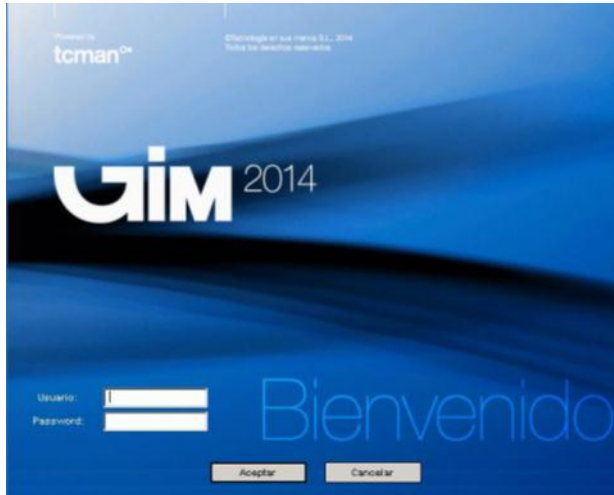 Powered by
tcman
©Tecnología en sus manos S.L., 2014
Todos los derechos reservados
GIM 2014
Usuario:
Password:
Bienvenido
Aceptar
Cancelar